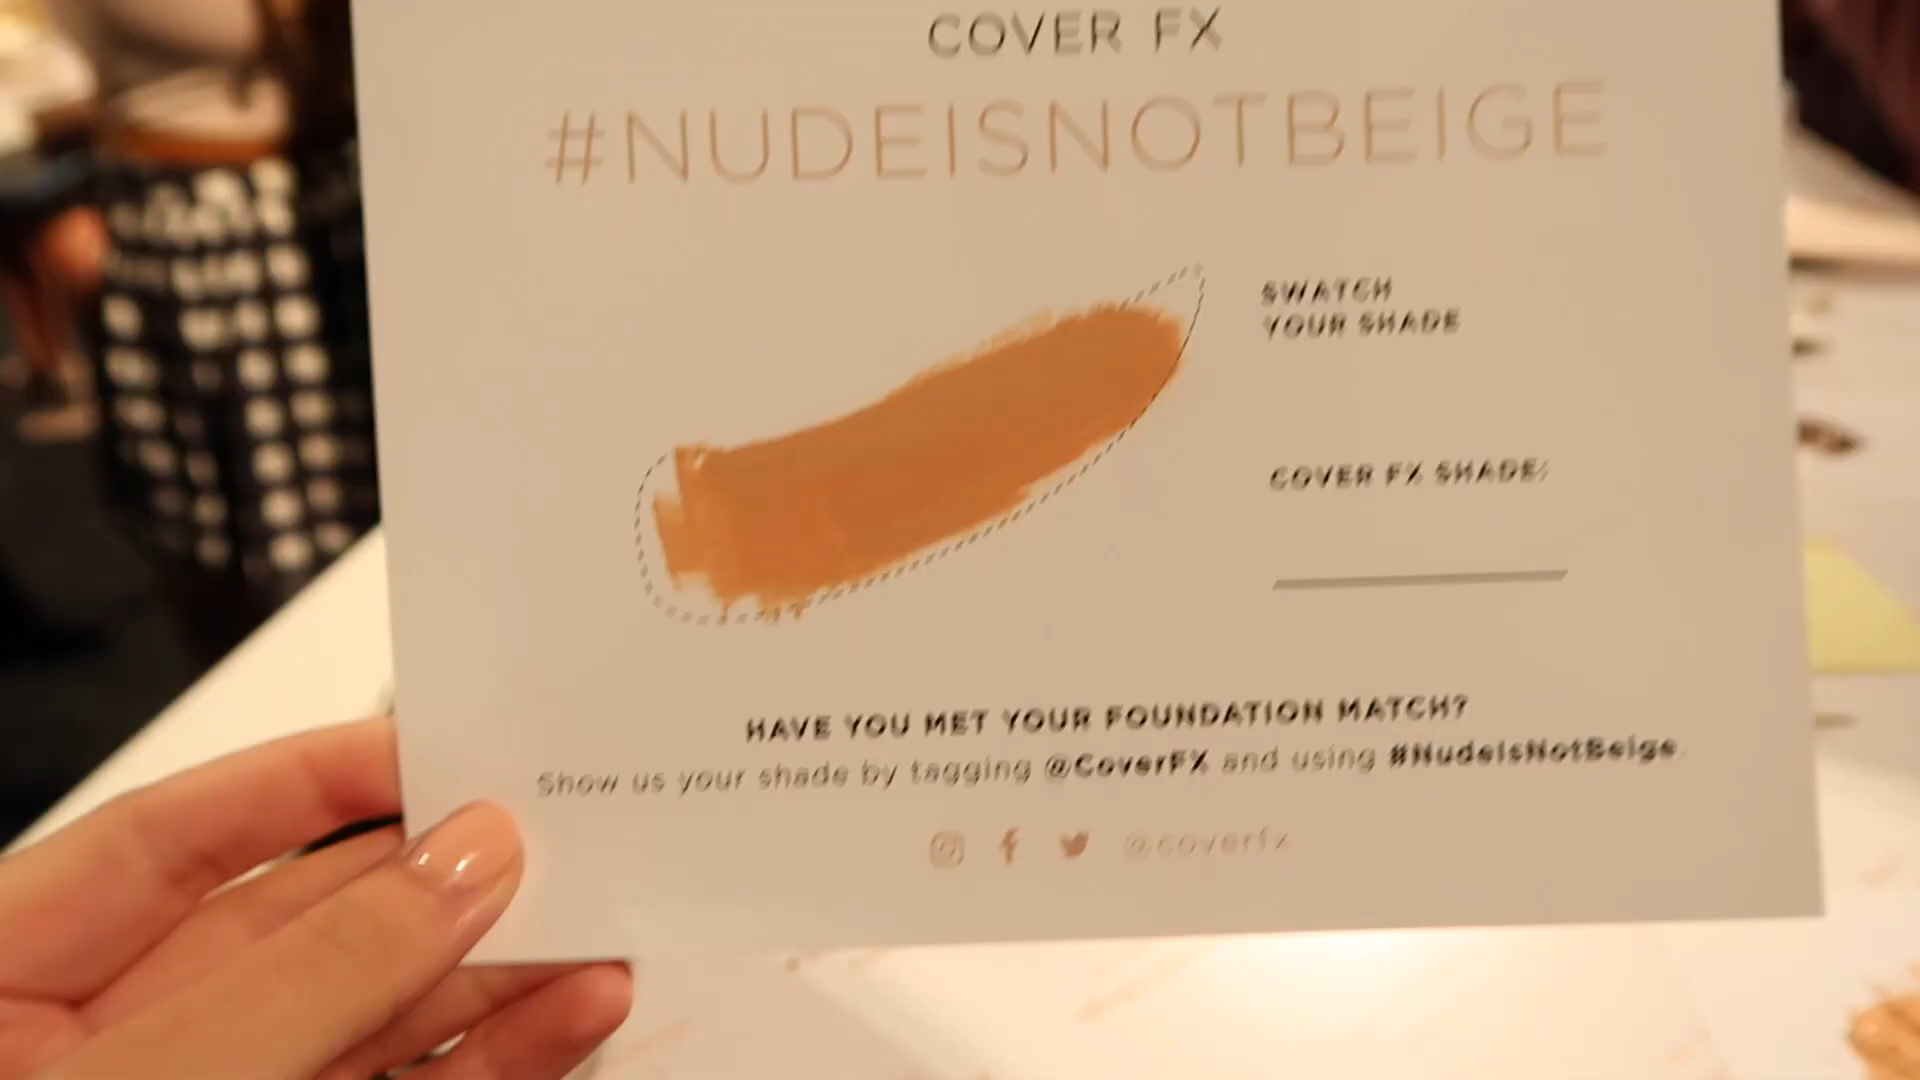 COVER FX
#NUDEISNOTBEIGE
SWATCH
YOUR SHADE
COVER FX SHADE:
HAVE YOU MET YOUR FOUNDATION MATCH?
Show us your shade by tagging @CoverFX and using #NudeIsNotBeige.
@coverfx